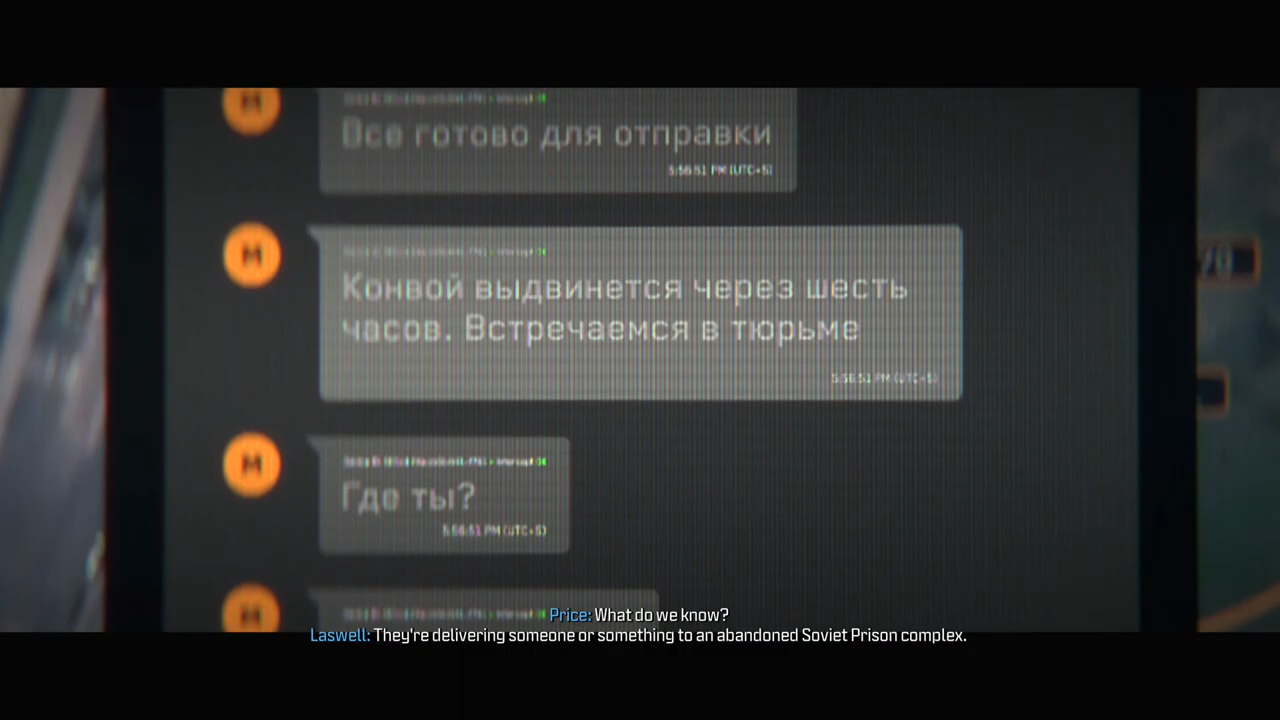 M
Все готово для отправки
5:56:51 PM (UTC+5)
M
Конвой выдвинется через шесть
часов. Встречаемся в тюрьме
5:56:51 PM (UTC+5)
M
Где ты?
5:56:51 PM (UTC+5)
M
70
Price: What do we know?
Laswell: They're delivering someone or something to an abandoned Soviet Prison complex.